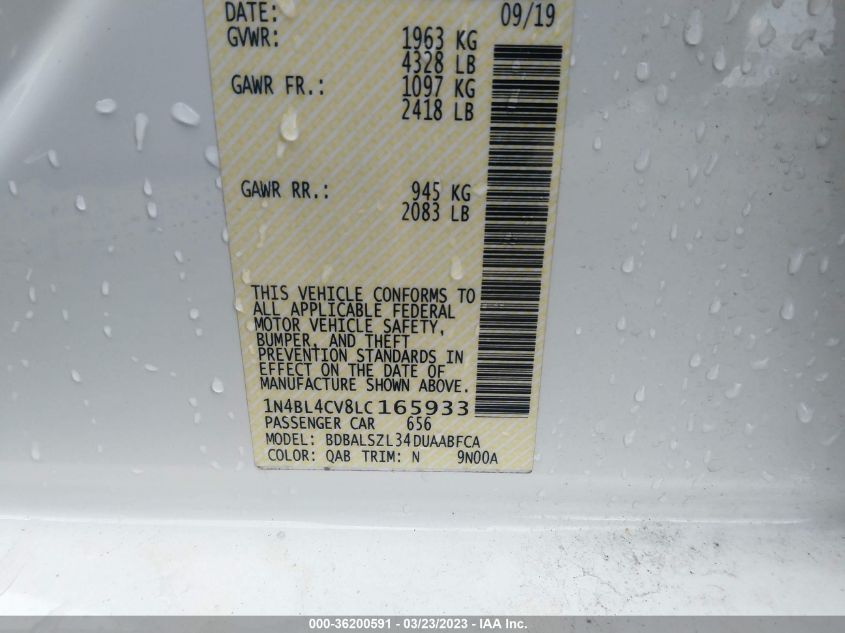 DATE: 09/19
GVWR: 1963 KG
4328 LB
GAWR FR.: 1097 KG
2418 LB
GAWR RR.: 945 KG
2083 LB
THIS VEHICLE CONFORMS TO
ALL APPLICABLE FEDERAL
MOTOR VEHICLE SAFETY,
BUMPER, AND THEFT
PREVENTION STANDARDS IN
EFFECT ON THE DATE OF
MANUFACTURE SHOWN ABOVE.
1N4BL4CV8LC165933
PASSENGER CAR 656
MODEL: BDBALSZL34DUAABFCA
COLOR: QAB TRIM: N 9N00A
000-36200591 - 03/23/2023 - IAA Inc.